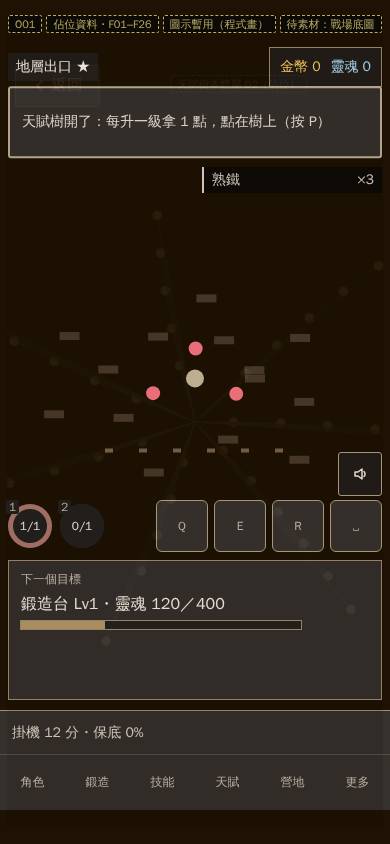 001 佔位資料・F01–F26 圖示暫用（程式畫） 待素材：戰場底圖
地層出口 ★ 金幣 0 靈魂 0
天賦樹開了：每升一級拿 1 點，點在樹上（按 P）
熟鐵 ×3
1 2
1/1 0/1 Q E R ⎵
下一個目標
鍛造台 Lv1・靈魂 120／400
掛機 12 分・保底 0%
角色 鍛造 技能 天賦 營地 更多